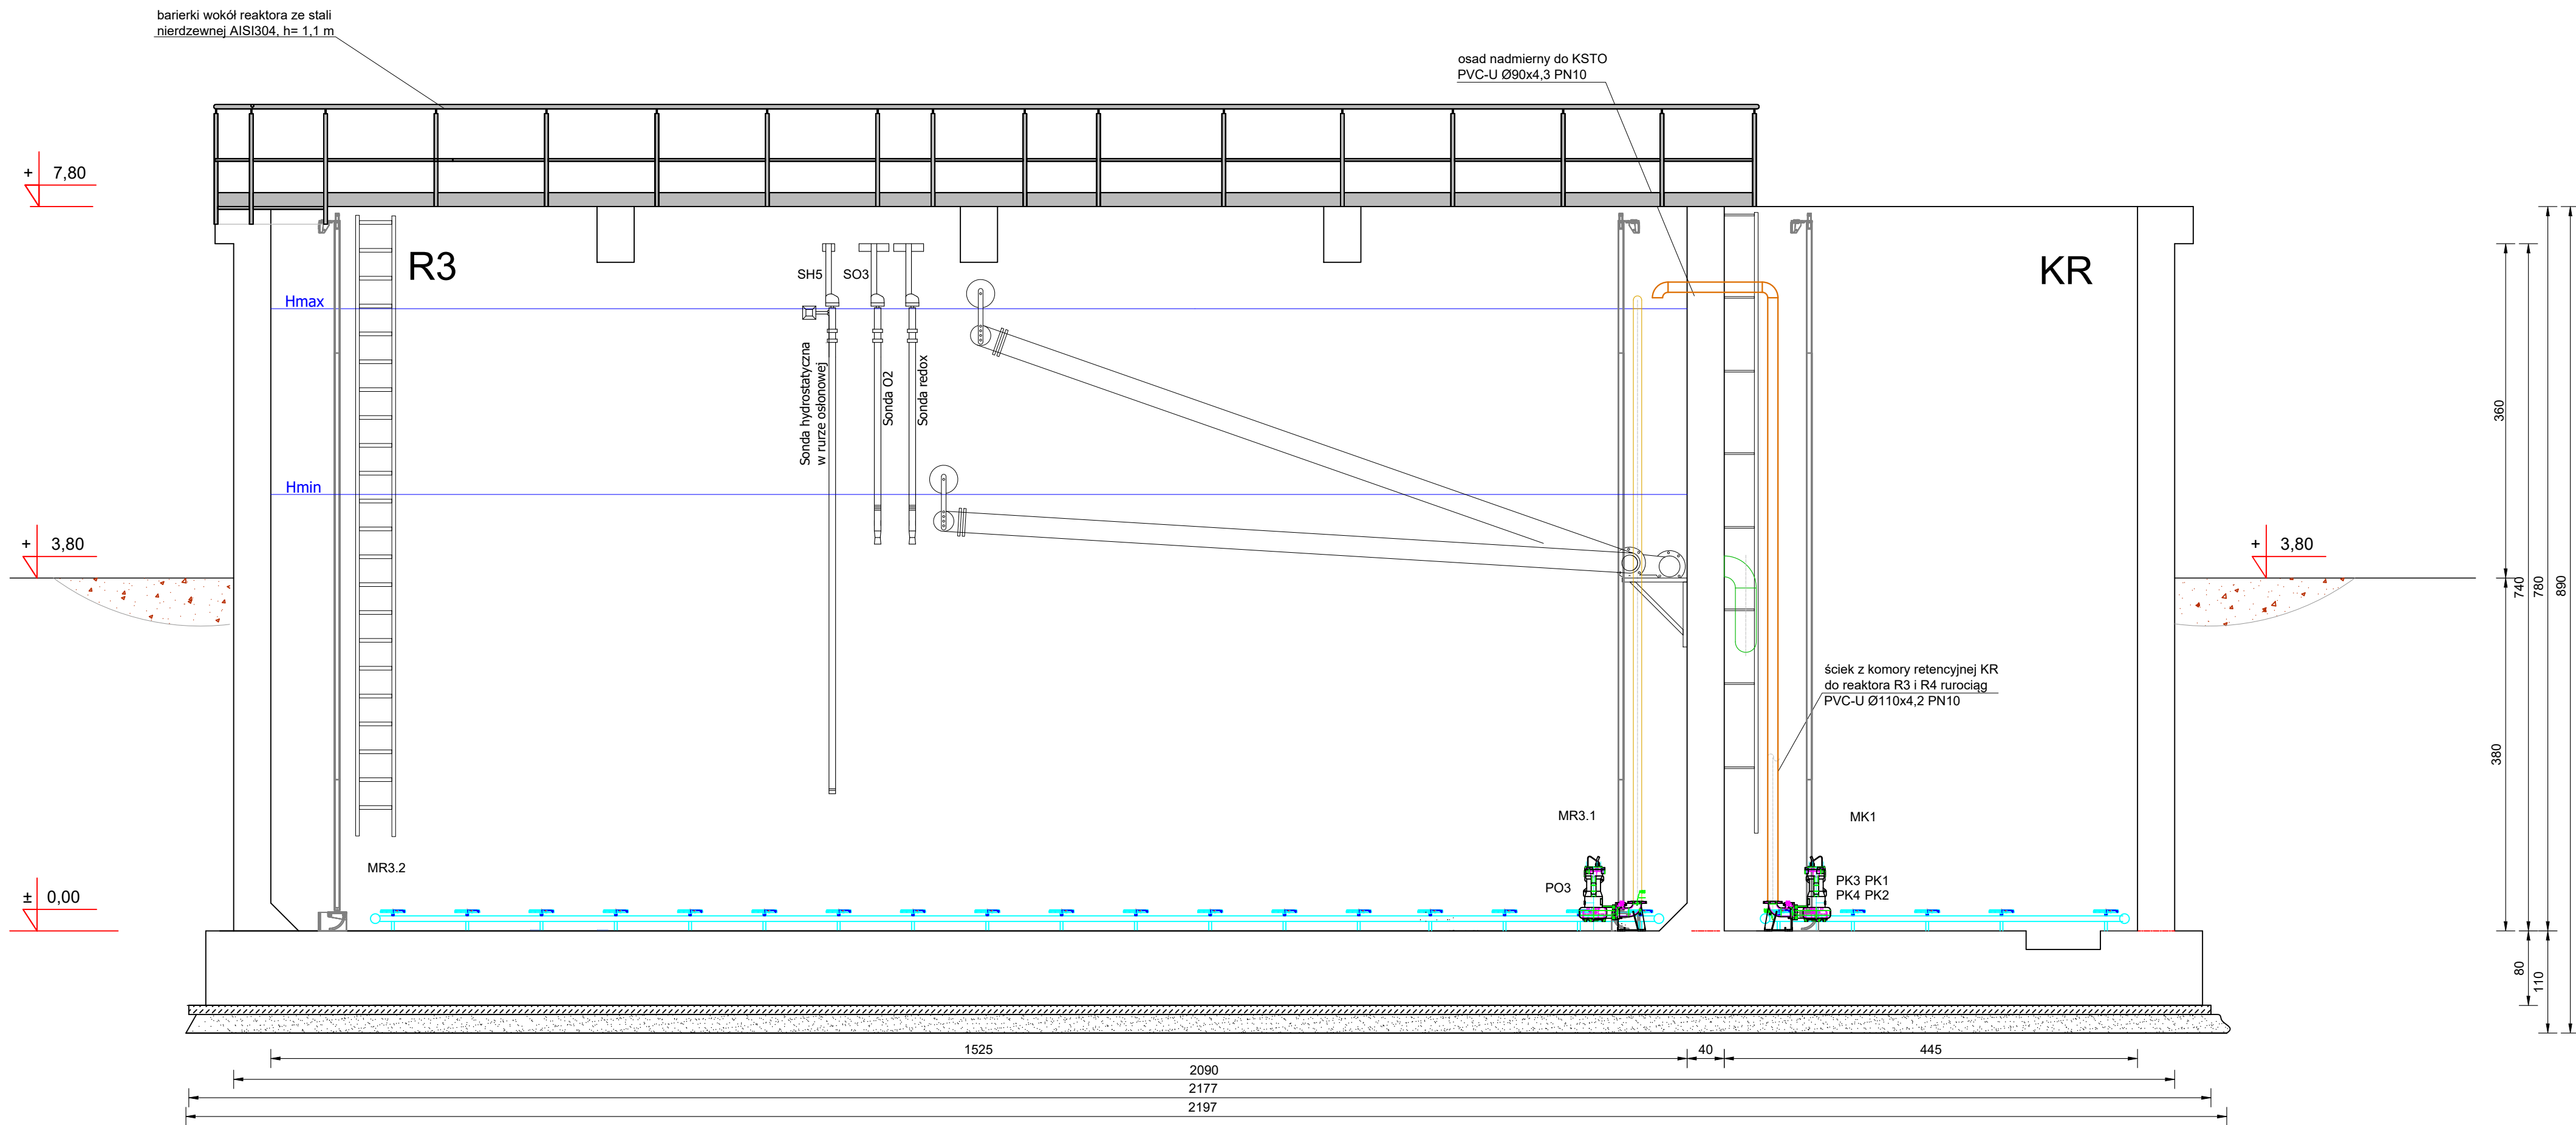 barierki wokół reaktora ze stali
nierdzewnej AISI304, h= 1,1 m
osad nadmierny do KSTO
PVC-U Ø90x4,3 PN10
+ 7,80
R3
SH5
SO3
KR
Hmax
Sonda hydrostatyczna
w rurze osłonowej
Sonda O2
Sonda redox
Hmin
360
+ 3,80
+ 3,80
740
780
890
ściek z komory retencyjnej KR
do reaktora R3 i R4 rurociąg
PVC-U Ø110x4,2 PN10
380
MR3.1
MK1
MR3.2
PO3
PK3 PK1
PK4 PK2
± 0,00
80
110
1525
40
445
2090
2177
2197